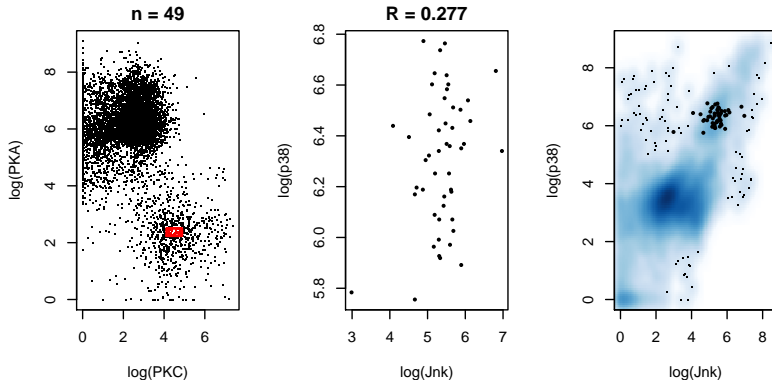 n = 49
log(PKA)
0 2 4 6 8
0 2 4 6
log(PKC)
R = 0.277
log(p38)
5.8 6.0 6.2 6.4 6.6 6.8
3 4 5 6 7
log(Jnk)
log(p38)
0 2 4 6 8
0 2 4 6 8
log(Jnk)